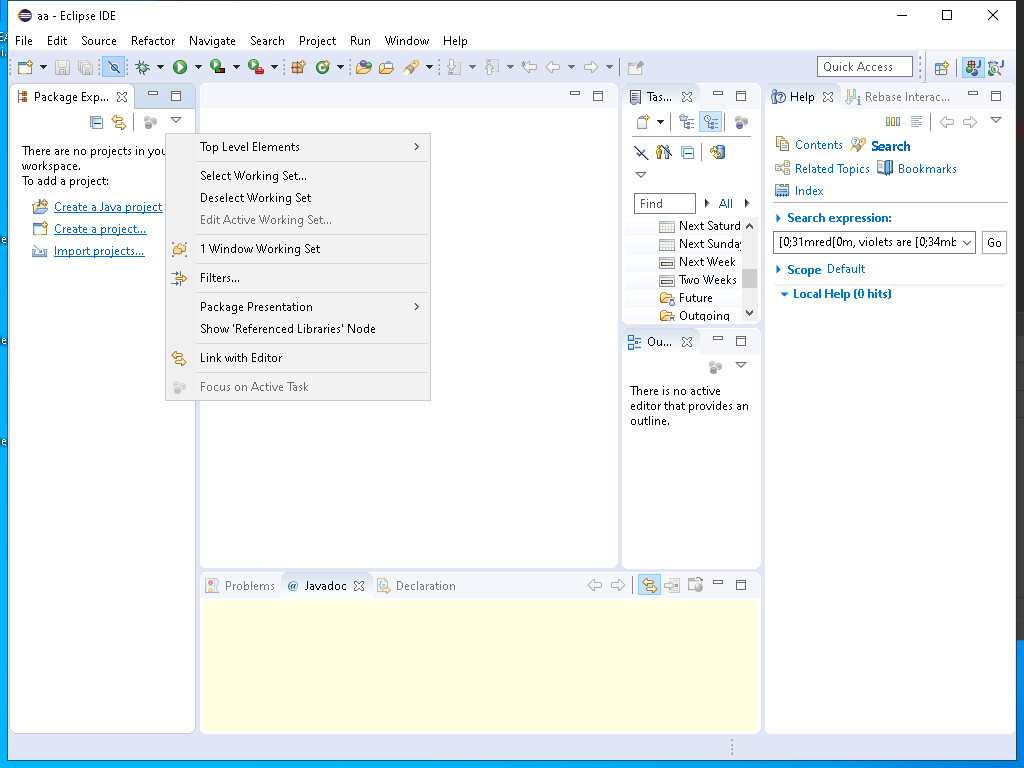 aa - Eclipse IDE
File Edit Source Refactor Navigate Search Project Run Window Help
Quick Access
Package Exp...
There are no projects in you
workspace.
To add a project:
Create a Java project
Create a project...
Import projects...
Top Level Elements
Select Working Set...
Deselect Working Set
Edit Active Working Set...
1 Window Working Set
Filters...
Package Presentation
Show 'Referenced Libraries' Node
Link with Editor
Focus on Active Task
Tas...
Find All
Next Saturd
Next Sunday
Next Week
Two Weeks
Future
Outgoing
Ou...
There is no active
editor that provides an
outline.
Help Rebase Interac...
Contents Search
Related Topics Bookmarks
Index
Search expression:
[0;31mred[0m, violets are [0;34mb Go
Scope Default
Local Help (0 hits)
Problems @ Javadoc Declaration